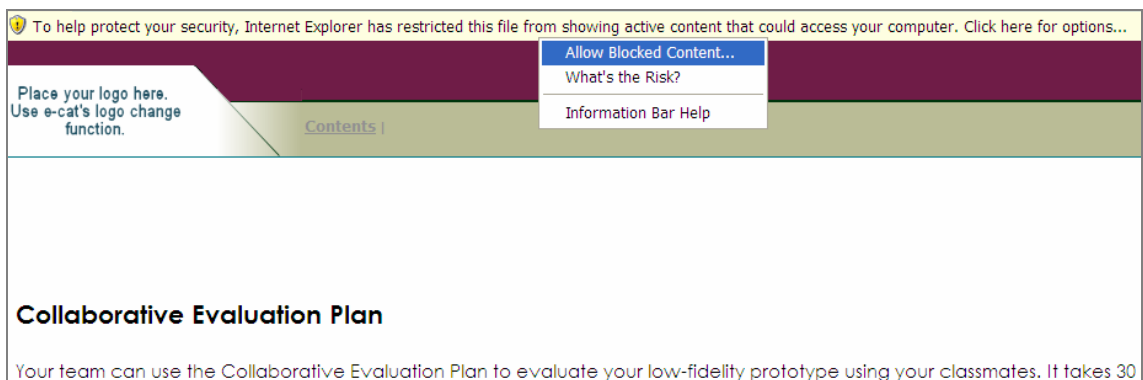 To help protect your security, Internet Explorer has restricted this file from showing active content that could access your computer. Click here for options...
Allow Blocked Content...
What's the Risk?
Information Bar Help
Place your logo here.
Use e-cat's logo change
function.
Contents |
Collaborative Evaluation Plan
Your team can use the Collaborative Evaluation Plan to evaluate your low-fidelity prototype using your classmates. It takes 30